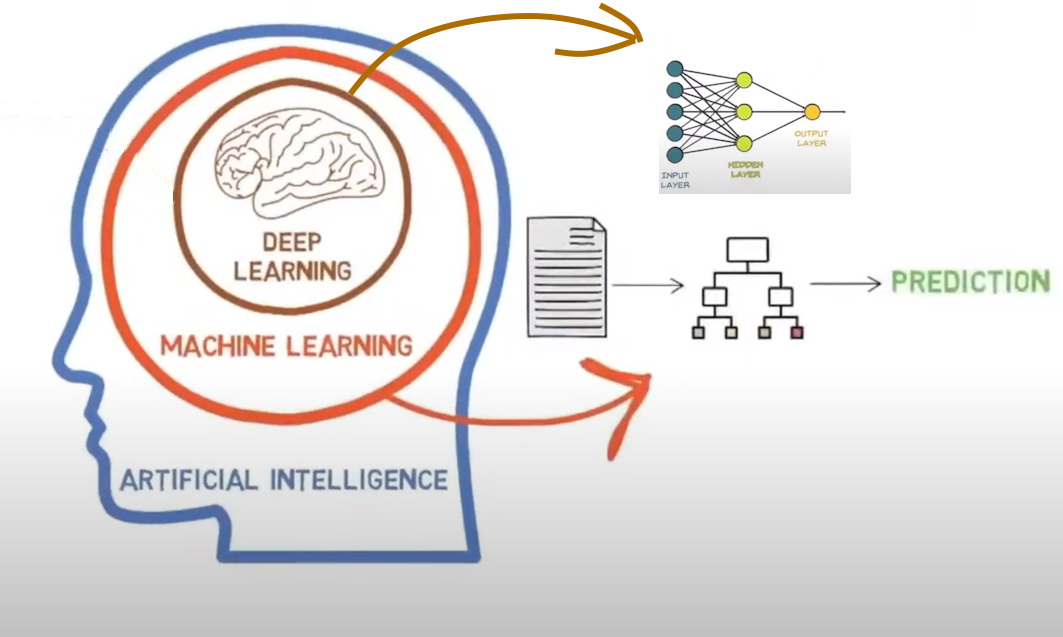 DEEP
LEARNING
MACHINE LEARNING
ARTIFICIAL INTELLIGENCE
INPUT
LAYER
HIDDEN
LAYER
OUTPUT
LAYER
PREDICTION